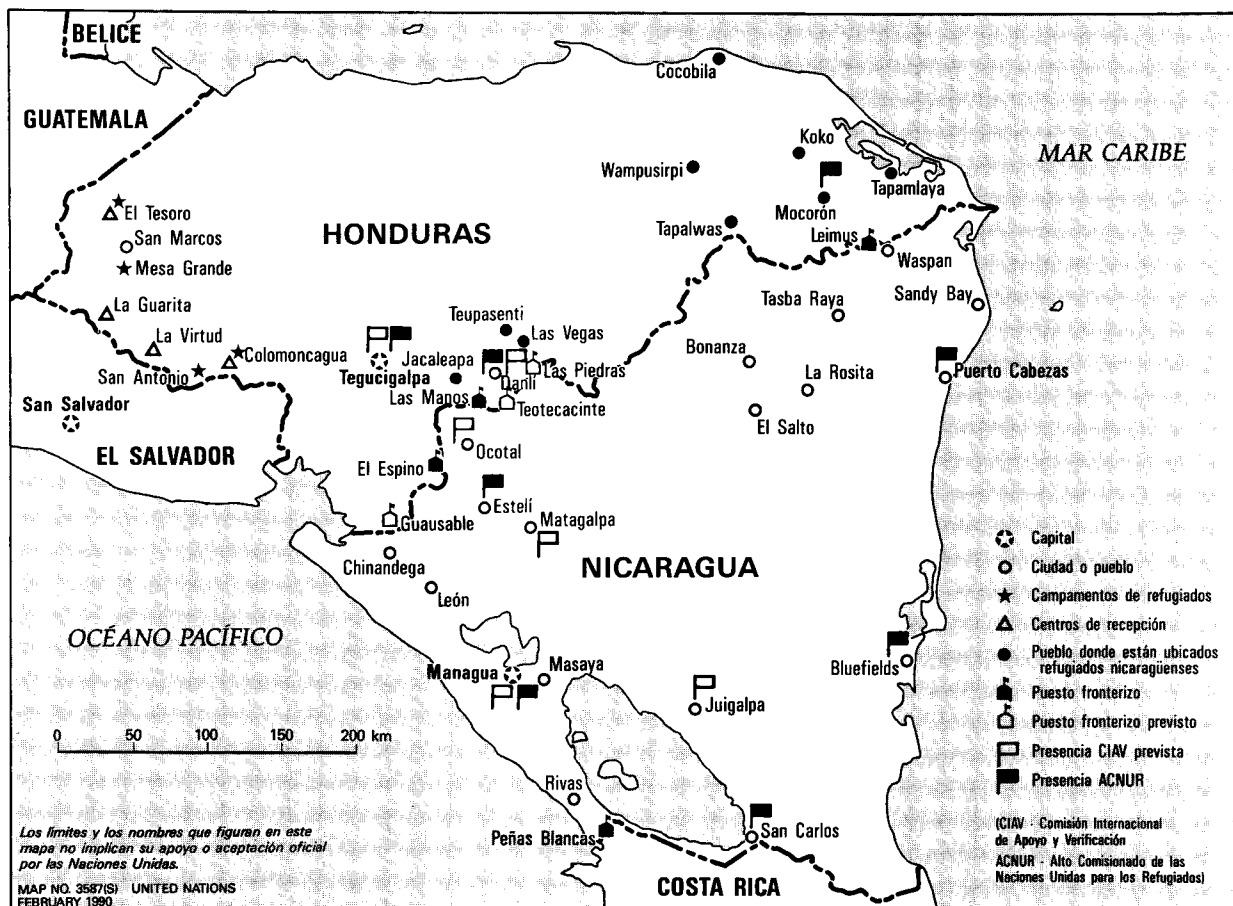 BELICE
GUATEMALA
Cocobila
Koko
MAR CARIBE
Wampusirpi
Tapamlaya
Mocorón
El Tesoro
San Marcos
Mesa Grande
HONDURAS
Tapalwas
Leimus
Waspan
La Guarita
Tasba Raya
Sandy Bay
Teupasenti
Las Vegas
La Virtud
Colomoncagua
San Antonio
Tegucigalpa
Jacaleapa
Danlí
Las Piedras
Bonanza
La Rosita
Puerto Cabezas
Las Manos
Teotecacinte
San Salvador
El Salto
EL SALVADOR
Ocotal
El Espino
Estelí
Guausable
Matagalpa
Chinandega
NICARAGUA
León
OCÉANO PACÍFICO
Managua
Masaya
Bluefields
Juigalpa
0 50 100 150 200 km
Rivas
Peñas Blancas
San Carlos
COSTA RICA
Capital
Ciudad o pueblo
Campamentos de refugiados
Centros de recepción
Pueblo donde están ubicados
refugiados nicaragüenses
Puesto fronterizo
Puesto fronterizo previsto
Presencia CIAV prevista
Presencia ACNUR
(CIAV - Comisión Internacional
de Apoyo y Verificación
ACNUR - Alto Comisionado de las
Naciones Unidas para los Refugiados)
Los límites y los nombres que figuran en este
mapa no implican su apoyo o aceptación oficial
por las Naciones Unidas.
MAP NO. 3587(S) UNITED NATIONS
FEBRUARY 1990